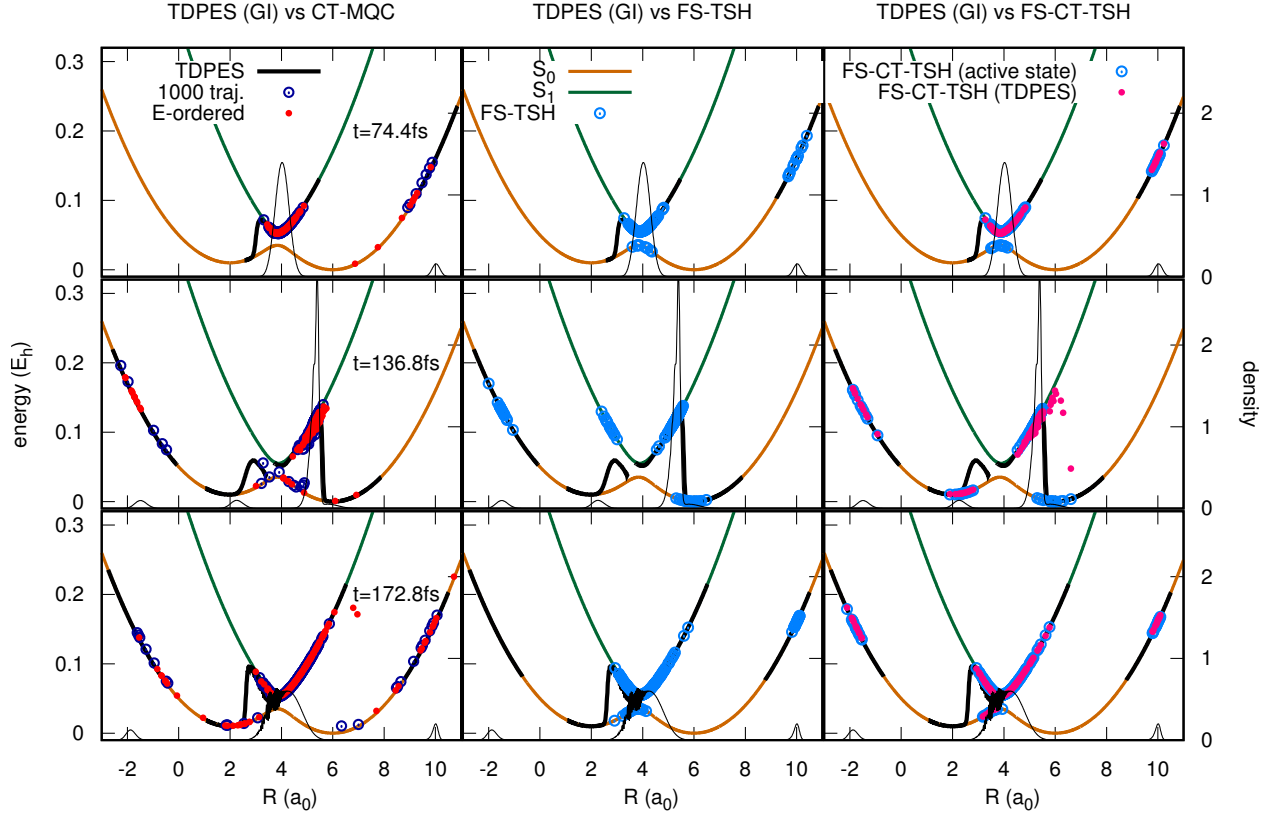 TDPES (GI) vs CT-MQC
TDPES (GI) vs FS-TSH
TDPES (GI) vs FS-CT-TSH
0.3
TDPES
1000 traj.
E-ordered
t=74.4fs
S0
S1
FS-TSH
FS-CT-TSH (active state)
FS-CT-TSH (TDPES)
2
0.2
0.1
1
0
0
0.3
t=136.8fs
2
0.2
energy (Eh)
density
0.1
1
0
0
0.3
t=172.8fs
2
0.2
0.1
1
0
0
-2 0 2 4 6 8 10
-2 0 2 4 6 8 10
-2 0 2 4 6 8 10
R (a0)
R (a0)
R (a0)